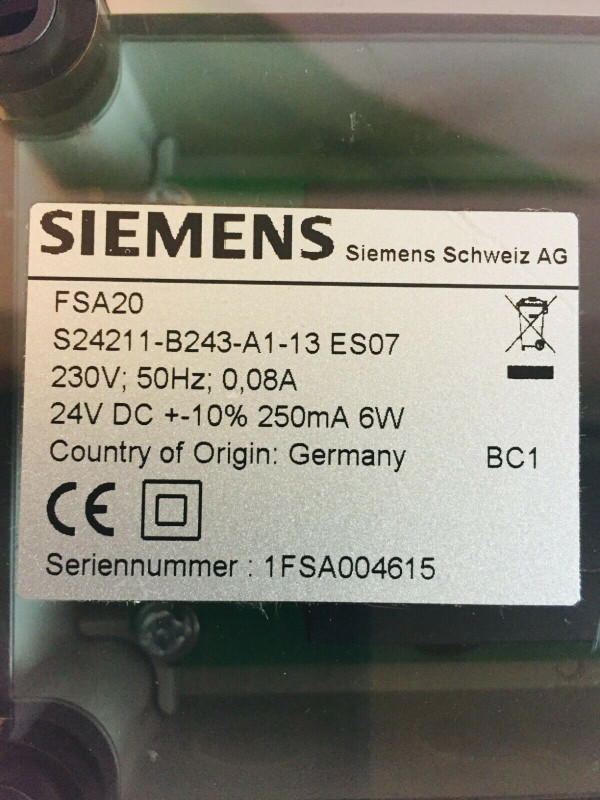 SIEMENS Siemens Schweiz AG
FSA20
S24211-B243-A1-13 ES07
230V; 50Hz; 0,08A
24V DC +-10% 250mA 6W
Country of Origin: Germany BC1
CE
Seriennummer : 1FSA004615